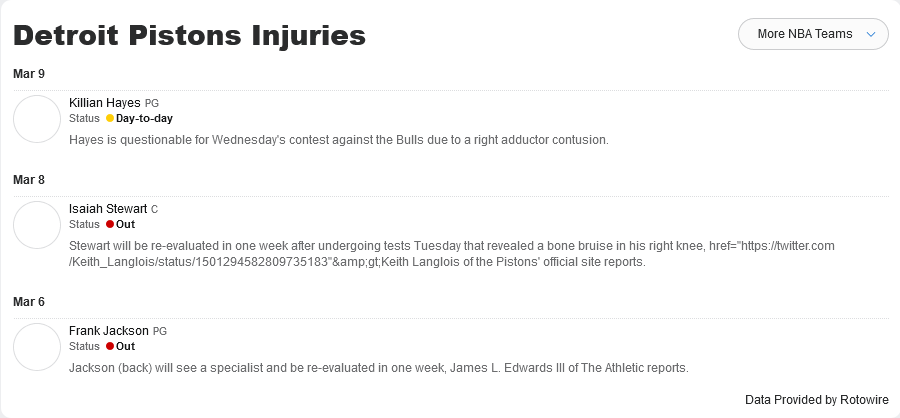 Detroit Pistons Injuries
More NBA Teams
Mar 9
Killian Hayes PG
Status Day-to-day
Hayes is questionable for Wednesday's contest against the Bulls due to a right adductor contusion.
Mar 8
Isaiah Stewart C
Status Out
Stewart will be re-evaluated in one week after undergoing tests Tuesday that revealed a bone bruise in his right knee, href="https://twitter.com
/Keith_Langlois/status/1501294582809735183"&amp;gt;Keith Langlois of the Pistons' official site reports.
Mar 6
Frank Jackson PG
Status Out
Jackson (back) will see a specialist and be re-evaluated in one week, James L. Edwards III of The Athletic reports.
Data Provided by Rotowire